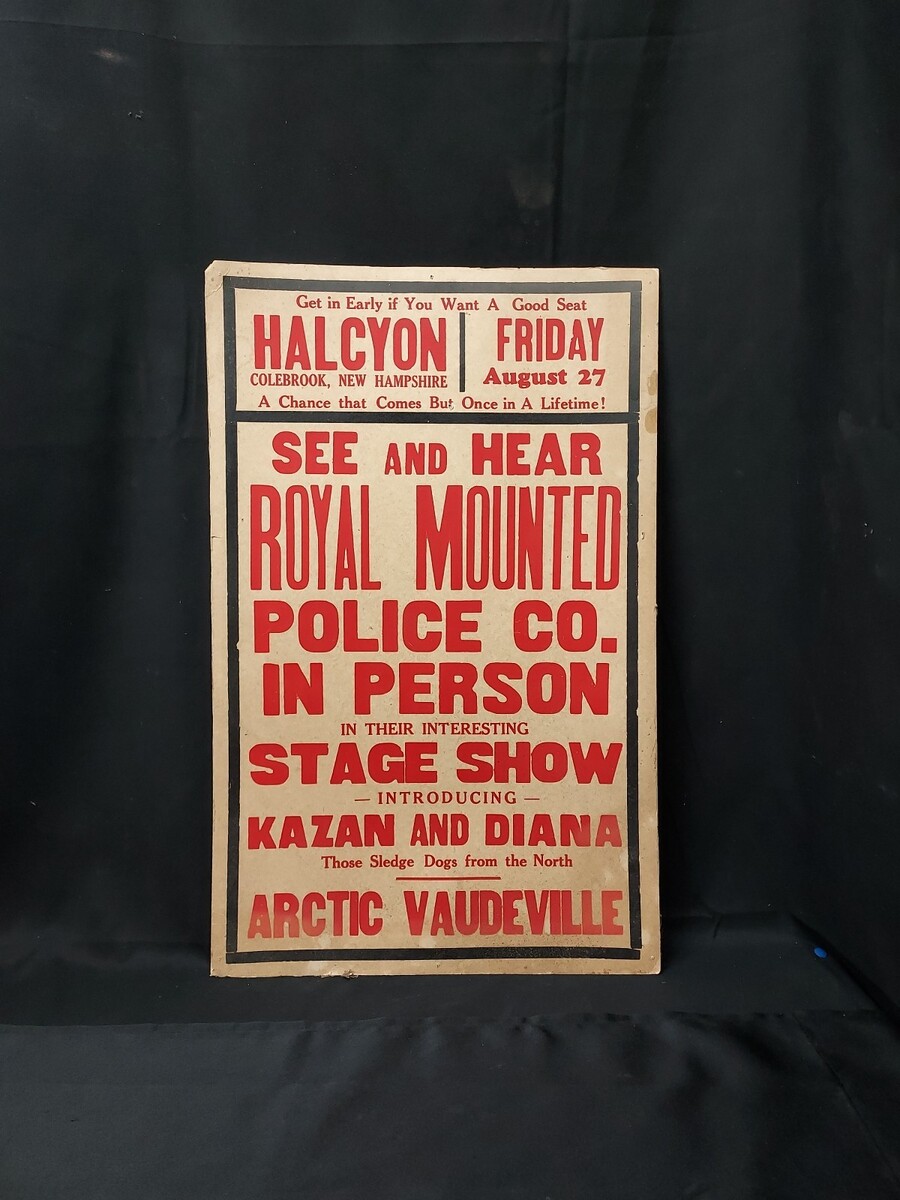 Get in Early if You Want A Good Seat
HALCYON
COLEBROOK, NEW HAMPSHIRE
FRIDAY
August 27
A Chance that Comes But Once in A Lifetime!
SEE AND HEAR
ROYAL MOUNTED
POLICE CO.
IN PERSON
IN THEIR INTERESTING
STAGE SHOW
— INTRODUCING —
KAZAN AND DIANA
Those Sledge Dogs from the North
ARCTIC VAUDEVILLE